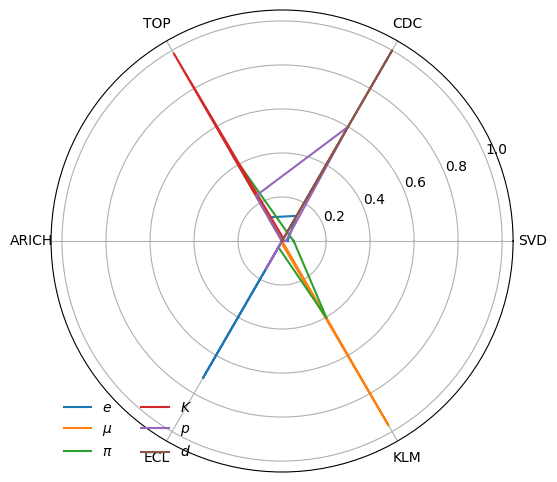 TOP CDC
1.0
0.8
0.6
0.4
0.2
ARICH SVD
e K
μ p
π d
ECL KLM